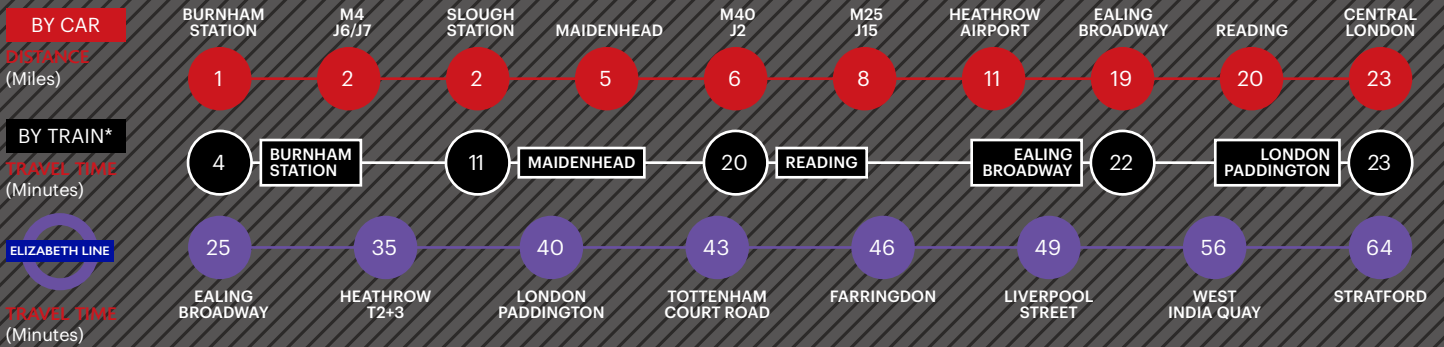 BY CAR
DISTANCE
(Miles)
BURNHAM
STATION
1
M4
J6/J7
2
SLOUGH
STATION
2
MAIDENHEAD
5
M40
J2
6
M25
J15
8
HEATHROW
AIRPORT
11
EALING
BROADWAY
19
READING
20
CENTRAL
LONDON
23
BY TRAIN*
TRAVEL TIME
(Minutes)
4
BURNHAM
STATION
11
MAIDENHEAD
20
READING
EALING
BROADWAY
22
LONDON
PADDINGTON
23
ELIZABETH LINE
TRAVEL TIME
(Minutes)
25
EALING
BROADWAY
35
HEATHROW
T2+3
40
LONDON
PADDINGTON
43
TOTTENHAM
COURT ROAD
46
FARRINGDON
49
LIVERPOOL
STREET
56
WEST
INDIA QUAY
64
STRATFORD